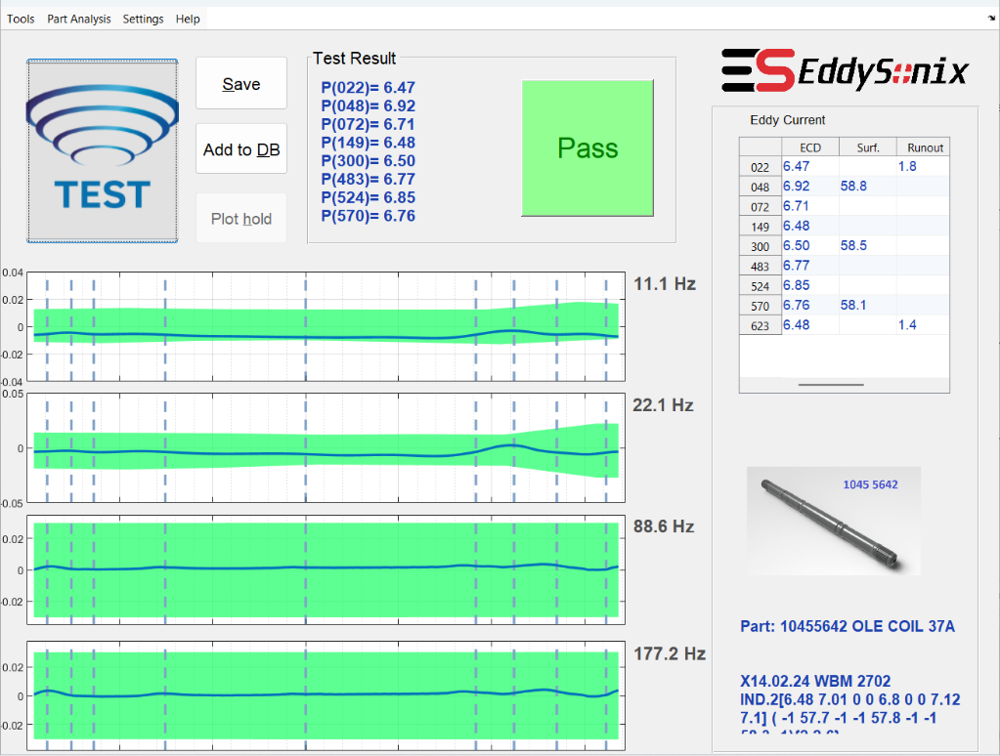 Tools Part Analysis Settings Help
TEST
Save
Add to DB
Plot hold
Test Result
P(022)= 6.47
P(048)= 6.92
P(072)= 6.71
P(149)= 6.48
P(300)= 6.50
P(483)= 6.77
P(524)= 6.85
P(570)= 6.76
Pass
ES EddySonix
Eddy Current
ECD Surf. Runout
022 6.47 1.8
048 6.92 58.8
072 6.71
149 6.48
300 6.50 58.5
483 6.77
524 6.85
570 6.76 58.1
623 6.48 1.4
11.1 Hz
0.04
0.02
0
-0.02
-0.04
22.1 Hz
0.05
0
-0.05
88.6 Hz
0.02
0
-0.02
177.2 Hz
0.02
0
-0.02
1045 5642
Part: 10455642 OLE COIL 37A
X14.02.24 WBM 2702
IND.2[6.48 7.01 0 0 6.8 0 0 7.12
7.1] ( -1 57.7 -1 -1 57.8 -1 -1